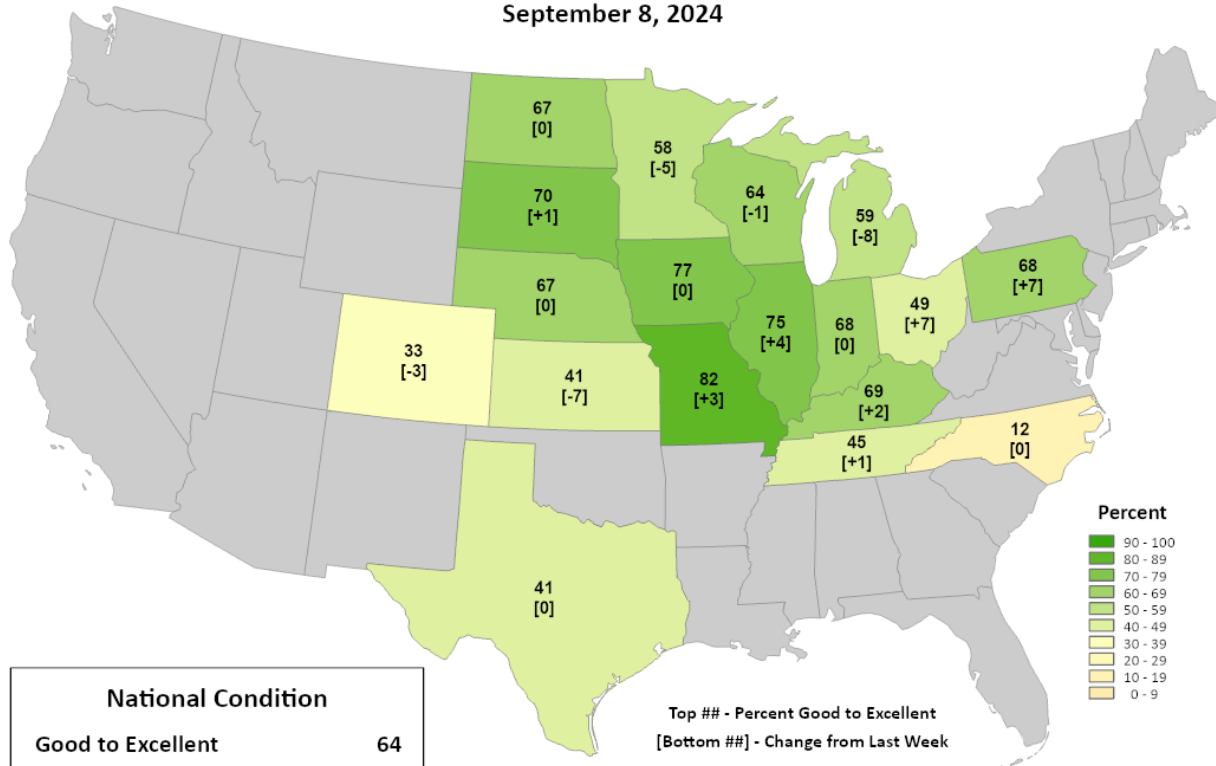 September 8, 2024
67
[0]
58
[-5]
70
[+1]
64
[-1]
59
[-8]
67
[0]
77
[0]
75
[+4]
68
[0]
49
[+7]
68
[+7]
33
[-3]
41
[-7]
82
[+3]
69
[+2]
45
[+1]
12
[0]
41
[0]
Percent
90 - 100
80 - 89
70 - 79
60 - 69
50 - 59
40 - 49
30 - 39
20 - 29
10 - 19
0 - 9
National Condition
Good to Excellent 64
Top ## - Percent Good to Excellent
[Bottom ##] - Change from Last Week